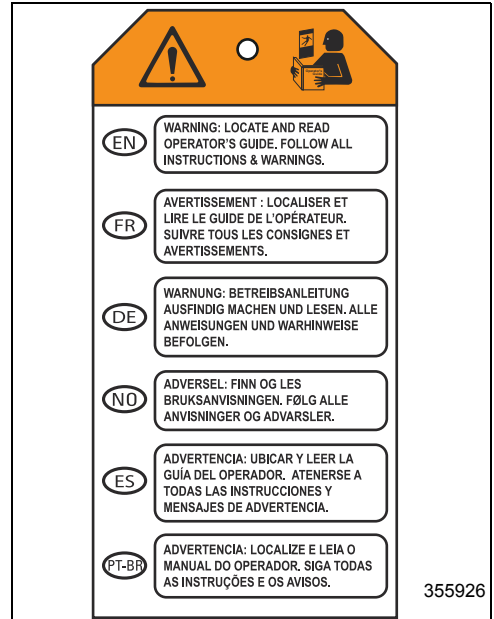 EN
WARNING: LOCATE AND READ
OPERATOR'S GUIDE. FOLLOW ALL
INSTRUCTIONS & WARNINGS.
FR
AVERTISSEMENT : LOCALISER ET
LIRE LE GUIDE DE L'OPÉRATEUR.
SUIVRE TOUS LES CONSIGNES ET
AVERTISSEMENTS.
DE
WARNUNG: BETREIBSANLEITUNG
AUSFINDIG MACHEN UND LESEN. ALLE
ANWEISUNGEN UND WARHINWEISE
BEFOLGEN.
NO
ADVERSEL: FINN OG LES
BRUKSANVISNINGEN. FØLG ALLE
ANVISNINGER OG ADVARSLER.
ES
ADVERTENCIA: UBICAR Y LEER LA
GUÍA DEL OPERADOR. ATENERSE A
TODAS LAS INSTRUCCIONES Y
MENSAJES DE ADVERTENCIA.
PT-BR
ADVERTENCIA: LOCALIZE E LEIA O
MANUAL DO OPERADOR. SIGA TODAS
AS INSTRUÇÕES E OS AVISOS.
355926